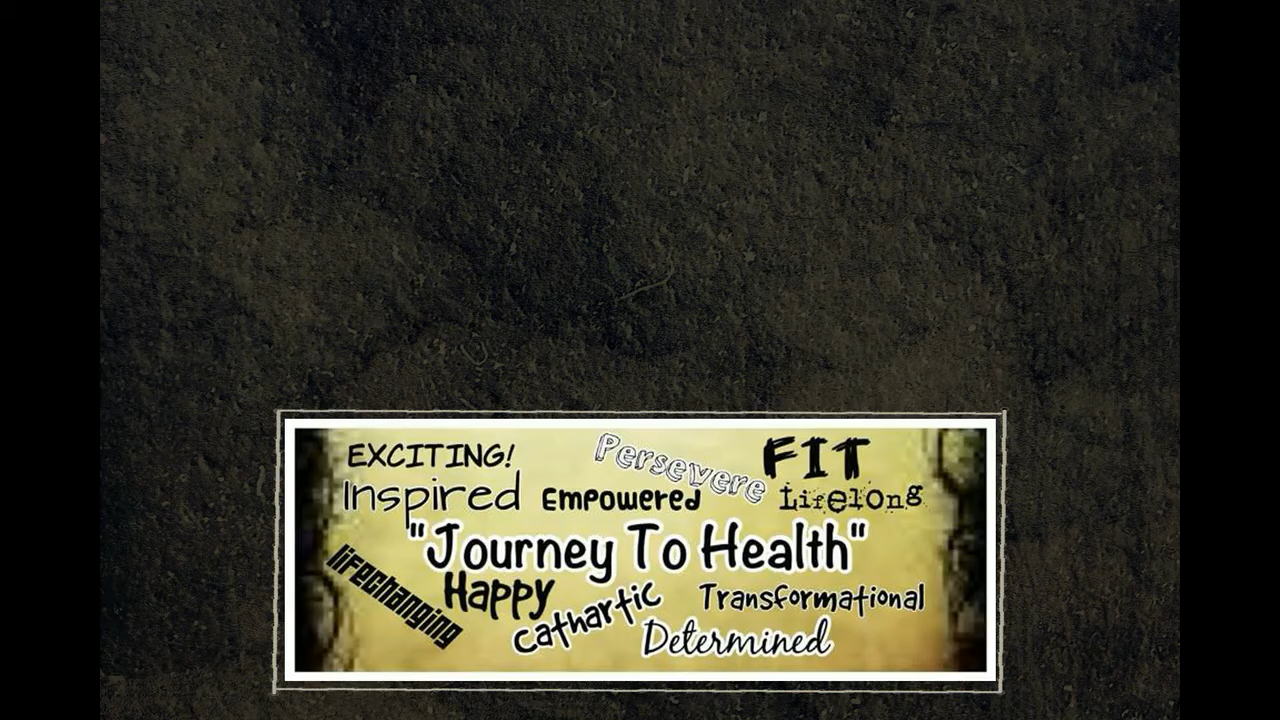 EXCITING!
Persevere
FIT
Inspired
Empowered
Lifelong
"Journey To Health"
lifechanging
Happy
Cathartic
Transformational
Determined